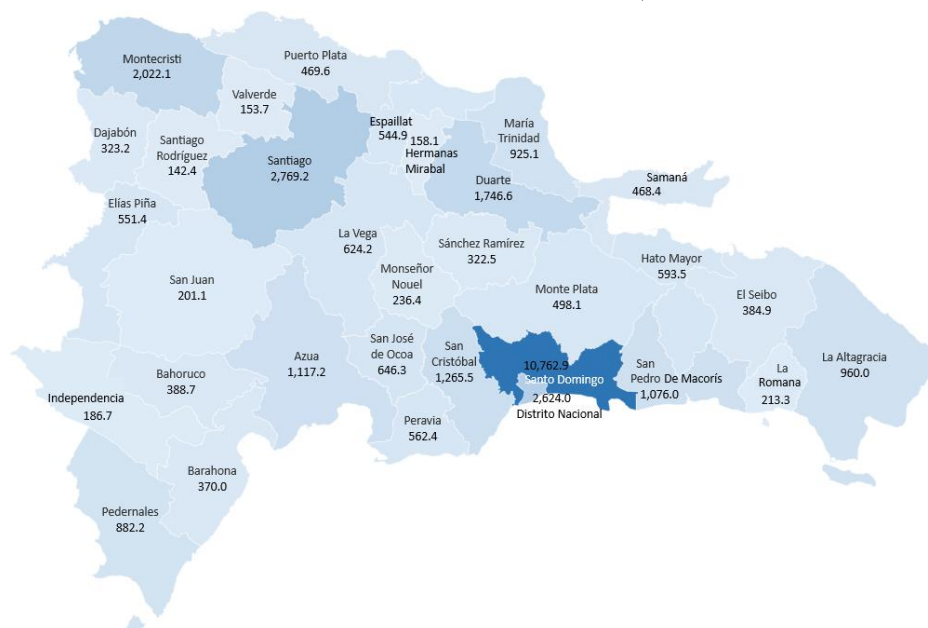 Montecristi
2,022.1
Puerto Plata
469.6
Valverde
153.7
Espaillat
544.9
158.1
Hermanas
Mirabal
María
Trinidad
925.1
Dajabón
323.2
Santiago
Rodríguez
142.4
Santiago
2,769.2
Duarte
1,746.6
Samaná
468.4
Elías Piña
551.4
La Vega
624.2
Sánchez Ramírez
322.5
Hato Mayor
593.5
San Juan
201.1
Monseñor
Nouel
236.4
Monte Plata
498.1
El Seibo
384.9
Azua
1,117.2
San José
de Ocoa
646.3
San
Cristóbal
1,265.5
10,762.9
Santo Domingo
2,624.0
Distrito Nacional
San
Pedro De Macorís
1,076.0
La
Romana
213.3
La Altagracia
960.0
Bahoruco
388.7
Independencia
186.7
Peravia
562.4
Barahona
370.0
Pedernales
882.2